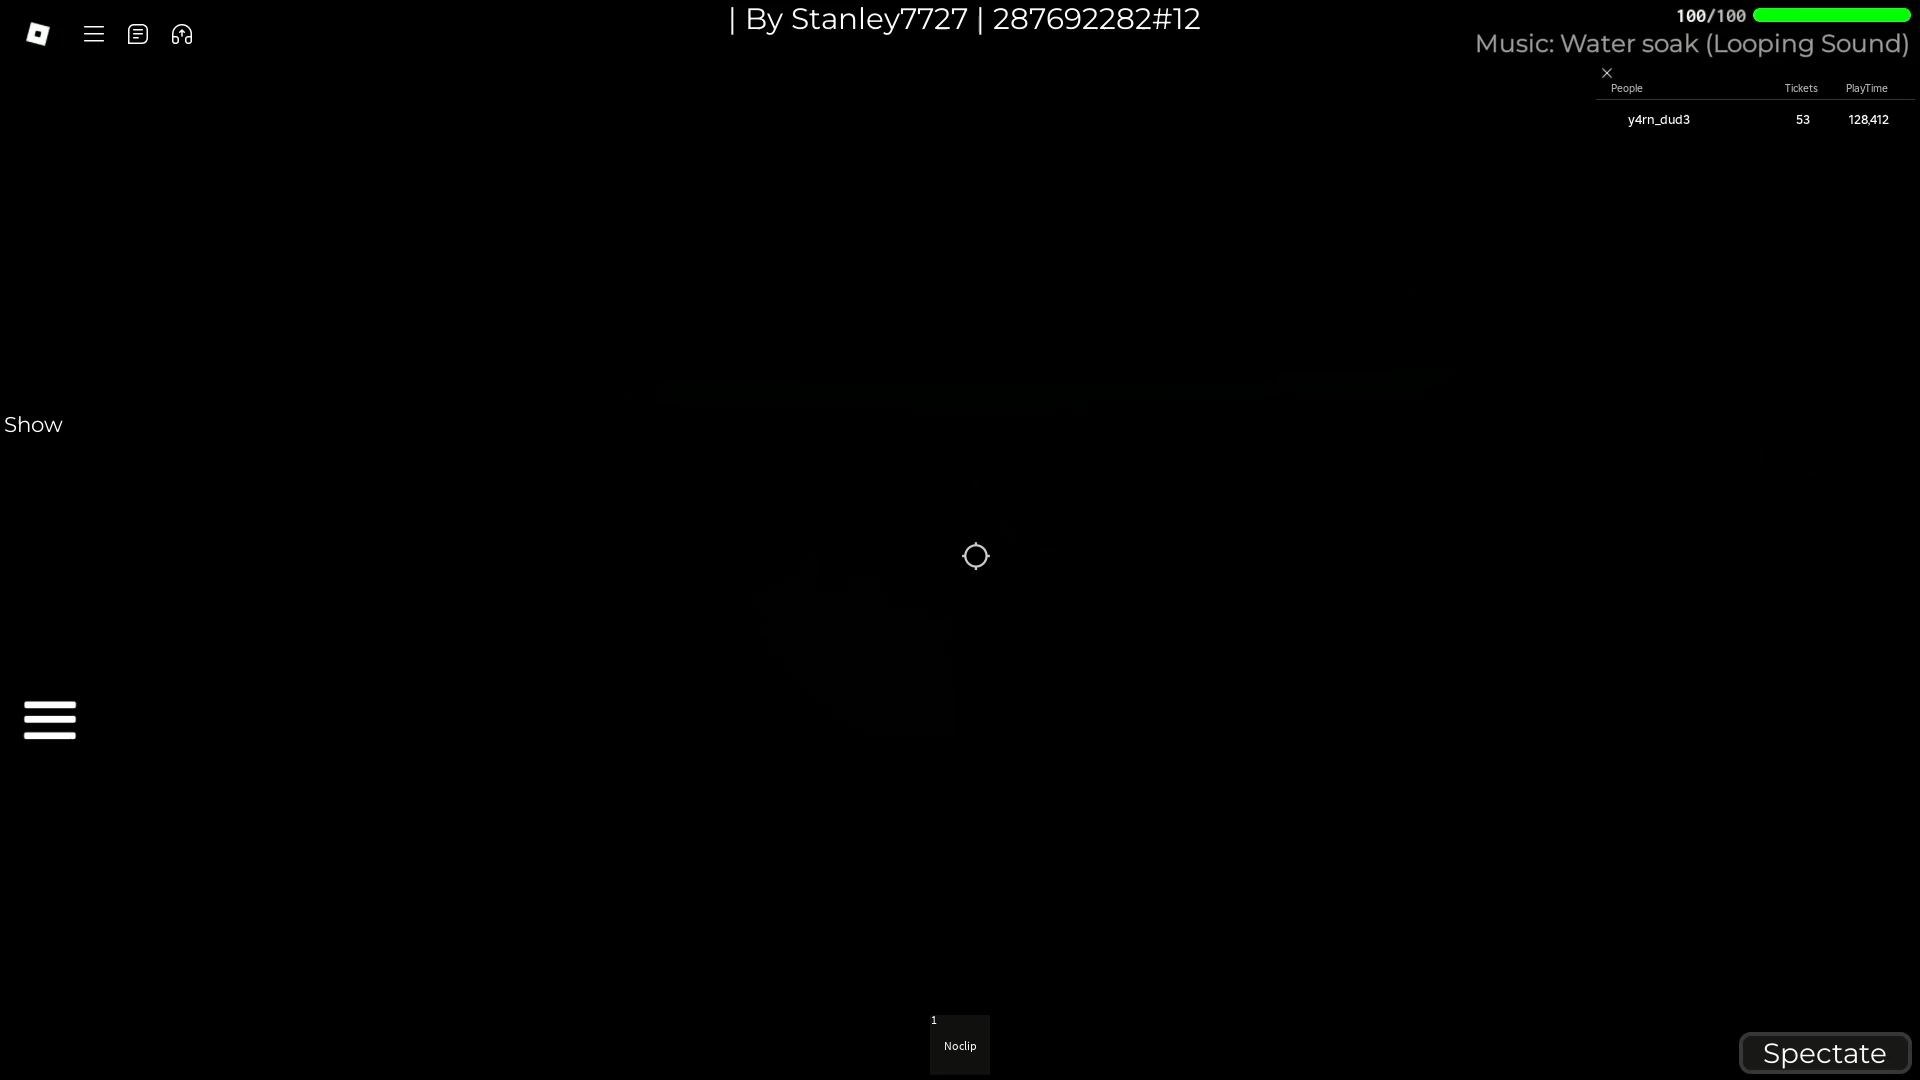 | By Stanley7727 | 287692282#12
100/100
Music: Water soak (Looping Sound)
People Tickets PlayTime
y4rn_dud3 53 128,412
Show
1
Noclip
Spectate